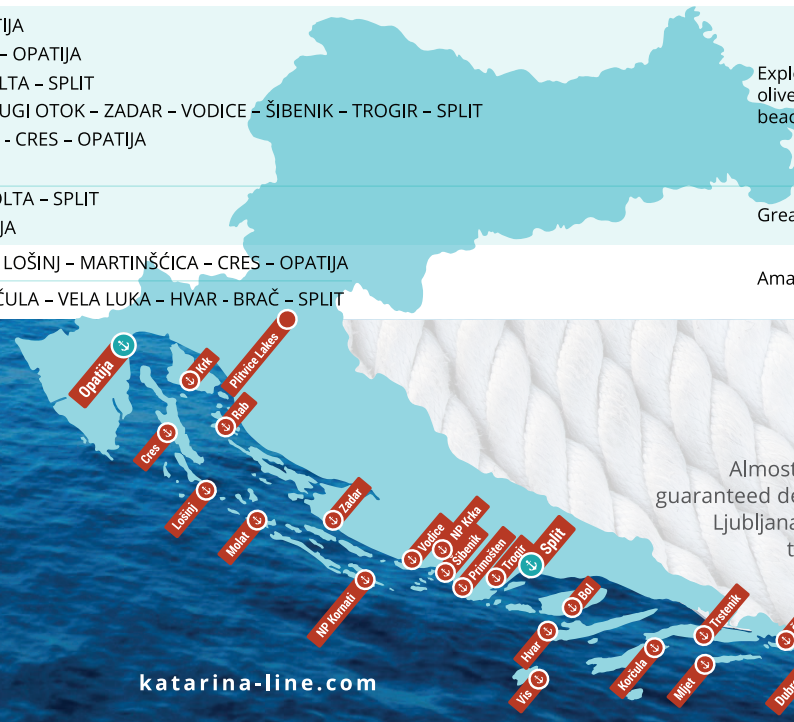 TIJA
– OPATIJA
LTA – SPLIT
UGI OTOK – ZADAR – VODICE – ŠIBENIK – TROGIR – SPLIT
- CRES – OPATIJA
OLTA – SPLIT
JA
LOŠINJ – MARTINŠĆICA – CRES – OPATIJA
ČULA – VELA LUKA – HVAR - BRAČ – SPLIT
Expl
olive
beac
Grea
Ama
Opatija
Krk
Plitvice Lakes
Rab
Cres
Lošinj
Molat
Zadar
NP Kornati
Vodice
NP Krka
Šibenik
Primošten
Trogir
Split
Bol
Hvar
Vis
Korčula
Trstenik
Mljet
Dubro
Almost
guaranteed de
Ljubljana
t
katarina-line.com